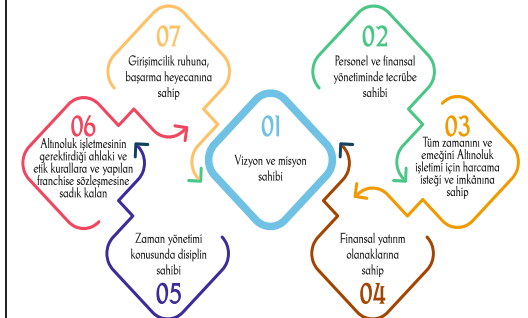 01
Vizyon ve misyon
sahibi
02
Personel ve finansal
yönetiminde tecrübe
sahibi
03
Tüm zamanını ve
emeğini Altınoluk
işletimi için harcama
isteği ve imkânına
sahip
Finansal yatırım
olanaklarına
sahip
04
Zaman yönetimi
konusunda disiplin
sahibi
05
06
Altınoluk işletmesinin
gerektirdiği ahlaki ve
etik kurallara ve yapılan
franchise sözleşmesine
sadık kalan
07
Girişimcilik ruhuna,
başarma heyecanına
sahip